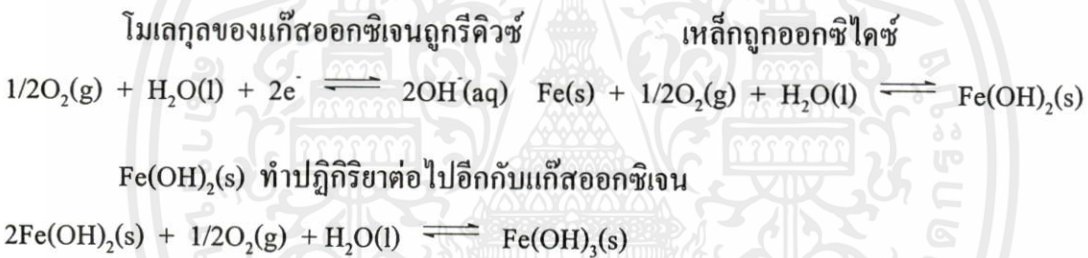 โมเลกุลของแก๊สออกซิเจนถูกรีดิวซ์ เหล็กถูกออกซิไดซ์
1/2O₂(g) + H₂O(l) + 2e⁻ ⇌ 2OH⁻(aq) Fe(s) + 1/2O₂(g) + H₂O(l) ⇌ Fe(OH)₂(s)
Fe(OH)₂(s) ทำปฏิกิริยาต่อไปอีกกับแก๊สออกซิเจน
2Fe(OH)₂(s) + 1/2O₂(g) + H₂O(l) ⇌ Fe(OH)₃(s)